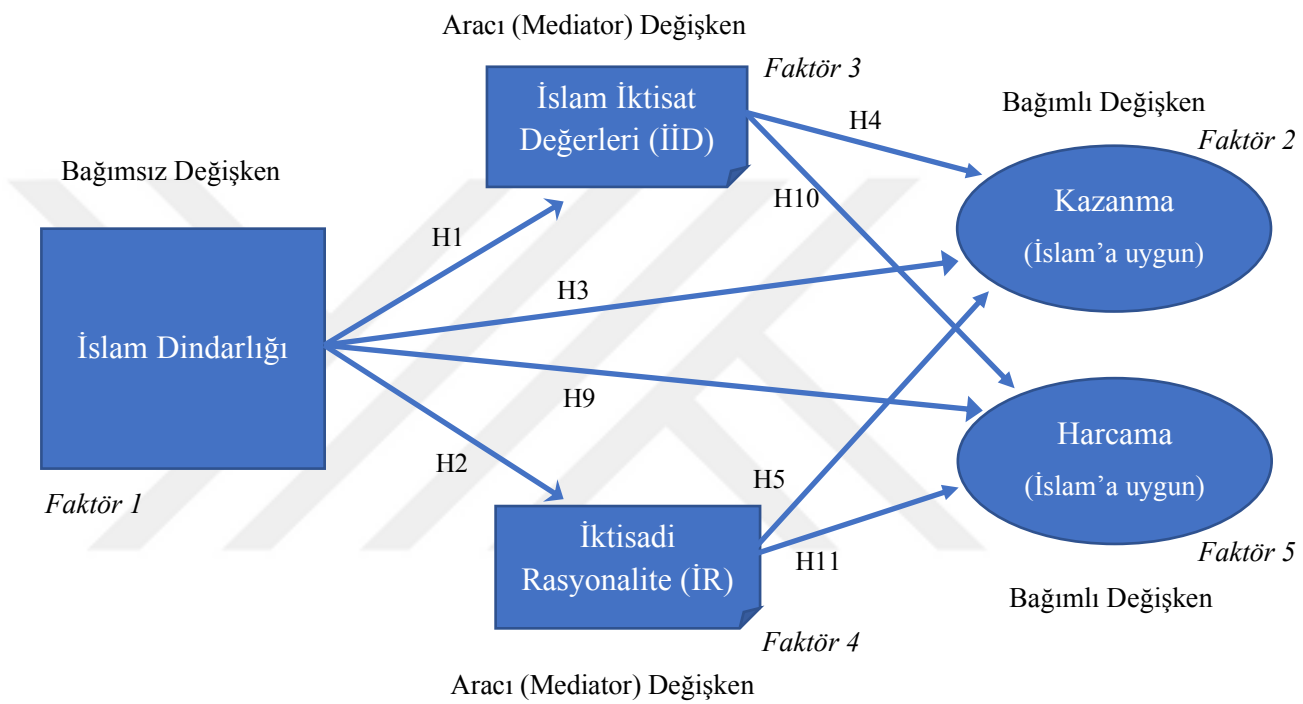 Aracı (Mediator) Değişken
Faktör 3
İslam İktisat
Değerleri (İİD)
Bağımlı Değişken
Faktör 2
H4
Bağımsız Değişken
Kazanma
(İslam’a uygun)
H10
H1
H3
İslam Dindarlığı
H9
H2
H5
Harcama
(İslam’a uygun)
Faktör 1
İktisadi
Rasyonalite (İR)
H11
Faktör 5
Bağımlı Değişken
Faktör 4
Aracı (Mediator) Değişken